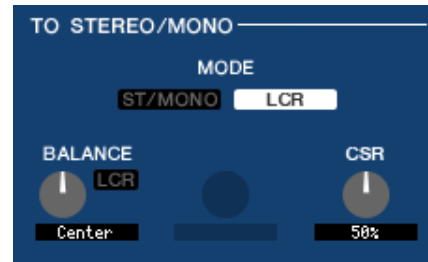 TO STEREO/MONO
MODE
ST/MONO LCR
BALANCE CSR
LCR
Center 50%